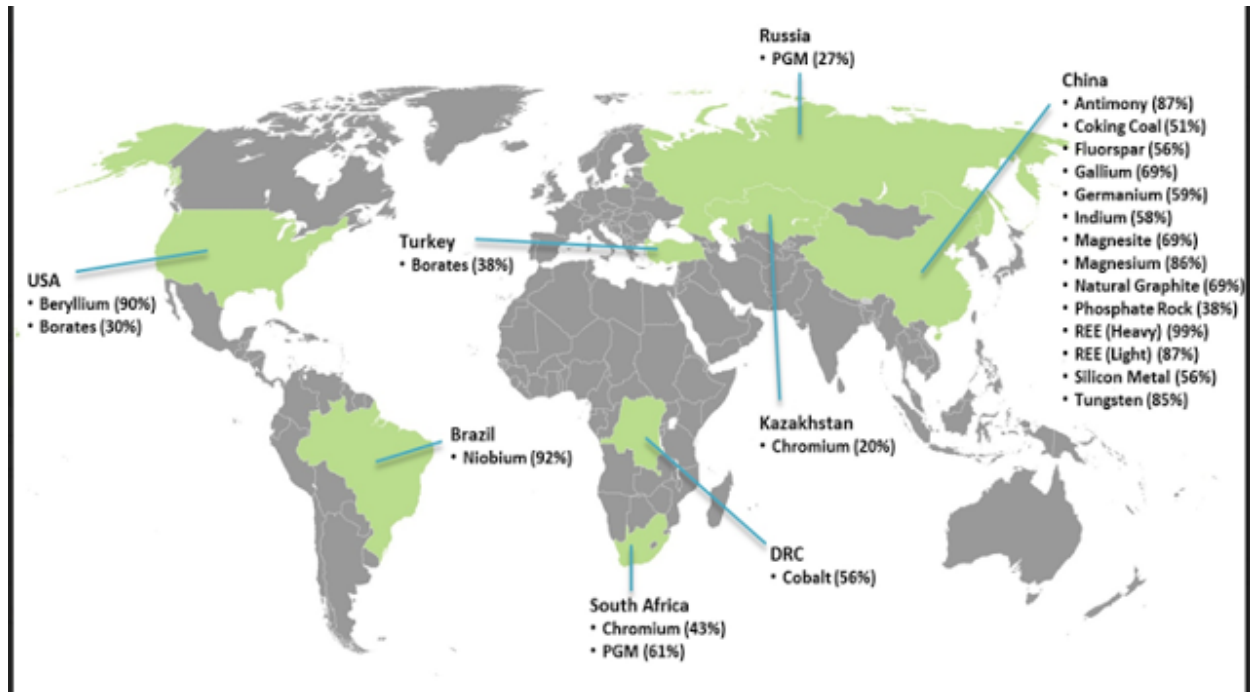 Russia
• PGM (27%)
China
• Antimony (87%)
• Coking Coal (51%)
• Fluorspar (56%)
• Gallium (69%)
• Germanium (59%)
• Indium (58%)
• Magnesite (69%)
• Magnesium (86%)
• Natural Graphite (69%)
• Phosphate Rock (38%)
• REE (Heavy) (99%)
• REE (Light) (87%)
• Silicon Metal (56%)
• Tungsten (85%)
Turkey
• Borates (38%)
USA
• Beryllium (90%)
• Borates (30%)
Brazil
• Niobium (92%)
Kazakhstan
• Chromium (20%)
DRC
• Cobalt (56%)
South Africa
• Chromium (43%)
• PGM (61%)